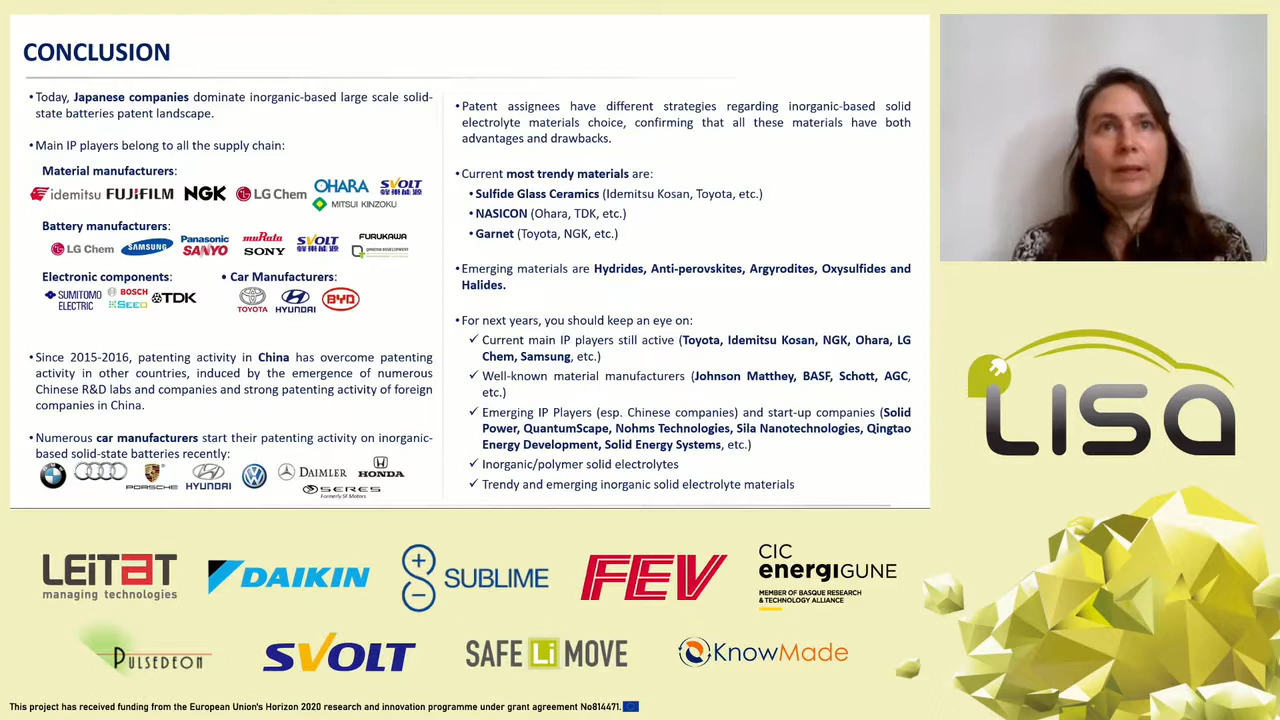 CONCLUSION
•Today, Japanese companies dominate inorganic-based large scale solid-
state batteries patent landscape.
•Main IP players belong to all the supply chain:
Material manufacturers:
idemitsu FUJIFILM NGK LG Chem OHARA SVOLT
蜂巢能源
MITSUI KINZOKU
Battery manufacturers:
LG Chem SAMSUNG Panasonic SANYO muRata SONY SVOLT
蜂巢能源
FURUKAWA
Electronic components:
• Car Manufacturers:
SUMITOMO ELECTRIC BOSCH SEEO TDK
TOYOTA HYUNDAI BYD
•Since 2015-2016, patenting activity in China has overcome patenting
activity in other countries, induced by the emergence of numerous
Chinese R&D labs and companies and strong patenting activity of foreign
companies in China.
•Numerous car manufacturers start their patenting activity on inorganic-
based solid-state batteries recently:
BMW Audi PORSCHE HYUNDAI DAIMLER HONDA
SERES
Formerly SF Motors
•Patent assignees have different strategies regarding inorganic-based solid
electrolyte materials choice, confirming that all these materials have both
advantages and drawbacks.
•Current most trendy materials are:
•Sulfide Glass Ceramics (Idemitsu Kosan, Toyota, etc.)
•NASICON (Ohara, TDK, etc.)
•Garnet (Toyota, NGK, etc.)
•Emerging materials are Hydrides, Anti-perovskites, Argyrodites, Oxysulfides and
Halides.
•For next years, you should keep an eye on:
✓ Current main IP players still active (Toyota, Idemitsu Kosan, NGK, Ohara, LG
Chem, Samsung, etc.)
✓ Well-known material manufacturers (Johnson Matthey, BASF, Schott, AGC,
etc.)
✓ Emerging IP Players (esp. Chinese companies) and start-up companies (Solid
Power, QuantumScape, Nohms Technologies, Sila Nanotechnologies, Qingtao
Energy Development, Solid Energy Systems, etc.)
✓ Inorganic/polymer solid electrolytes
✓ Trendy and emerging inorganic solid electrolyte materials
LISA
LEITAT
managing technologies
DAIKIN
SUBLIME
FEV
CIC
energiGUNE
MEMBER OF BASQUE RESEARCH
& TECHNOLOGY ALLIANCE
PULSEDEON
SVOLT
SAFE Li MOVE
KnowMade
This project has received funding from the European Union's Horizon 2020 research and innovation programme under grant agreement No814471.